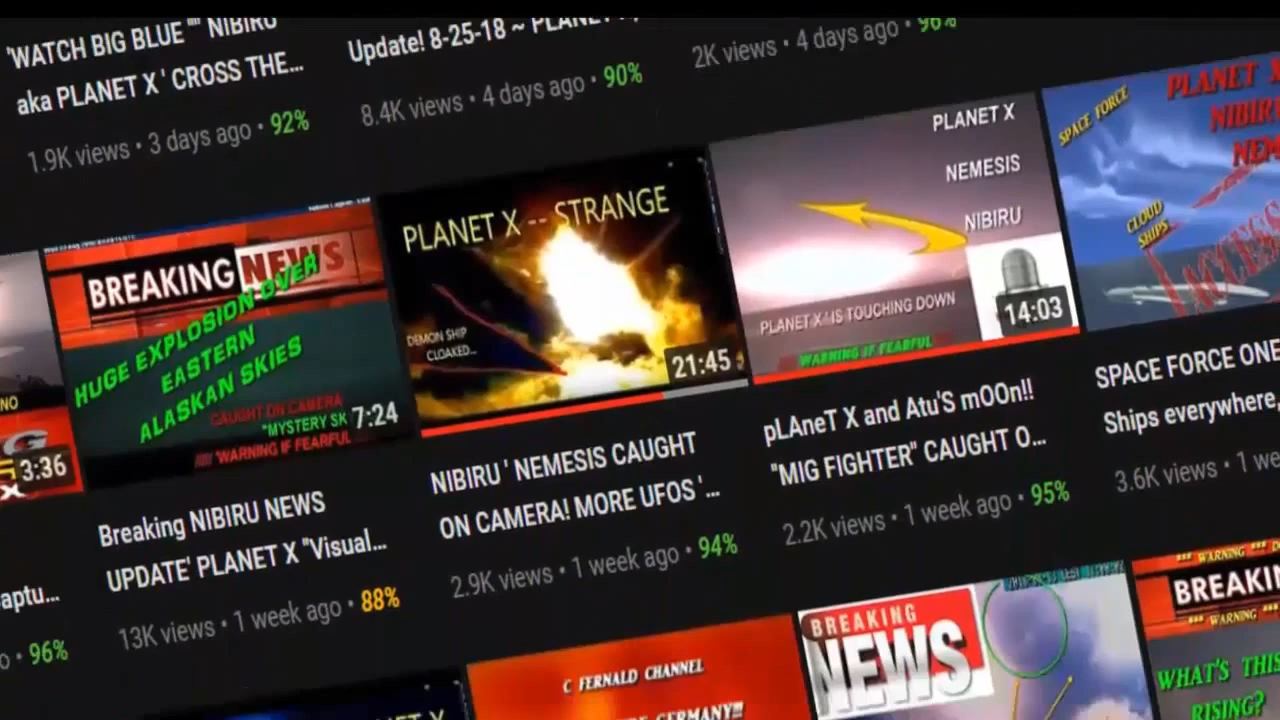 'WATCH BIG BLUE "" NIBIRU
aka PLANET X ' CROSS THE...
1.9K views • 3 days ago • 92%
Update! 8-25-18 ~ PLANET
8.4K views • 4 days ago • 90%
2K views • 4 days ago • 96%
NO
3:36
aptu...
96%
BREAKING NEWS
HUGE EXPLOSION OVER
EASTERN
ALASKAN SKIES
CAUGHT ON CAMERA
"MYSTERY SK
'WARNING IF FEARFUL
7:24
Breaking NIBIRU NEWS
UPDATE' PLANET X "Visual...
13K views • 1 week ago • 88%
PLANET X -- STRANGE
DEMON SHIP
CLOAKED...
21:45
NIBIRU ' NEMESIS CAUGHT
ON CAMERA! MORE UFOS ' ...
2.9K views • 1 week ago • 94%
PLANET X
NEMESIS
NIBIRU
PLANET X' IS TOUCHING DOWN
WARNING IF FEARFUL
14:03
pLAneT X and Atu'S mOOn!!
"MIG FIGHTER" CAUGHT O...
2.2K views • 1 week ago • 95%
SPACE FORCE
PLANET X
NIBIRU
NEM
CLOUD
SHIPS
ACCESS
SPACE FORCE ONE
Ships everywhere,
3.6K views • 1 we
C FERNALD CHANNEL
GERMANY!!!
BREAKING
NEWS
*** WARNING ***
BREAKIN
*** WARNING ***
WHAT'S THIS
RISING?